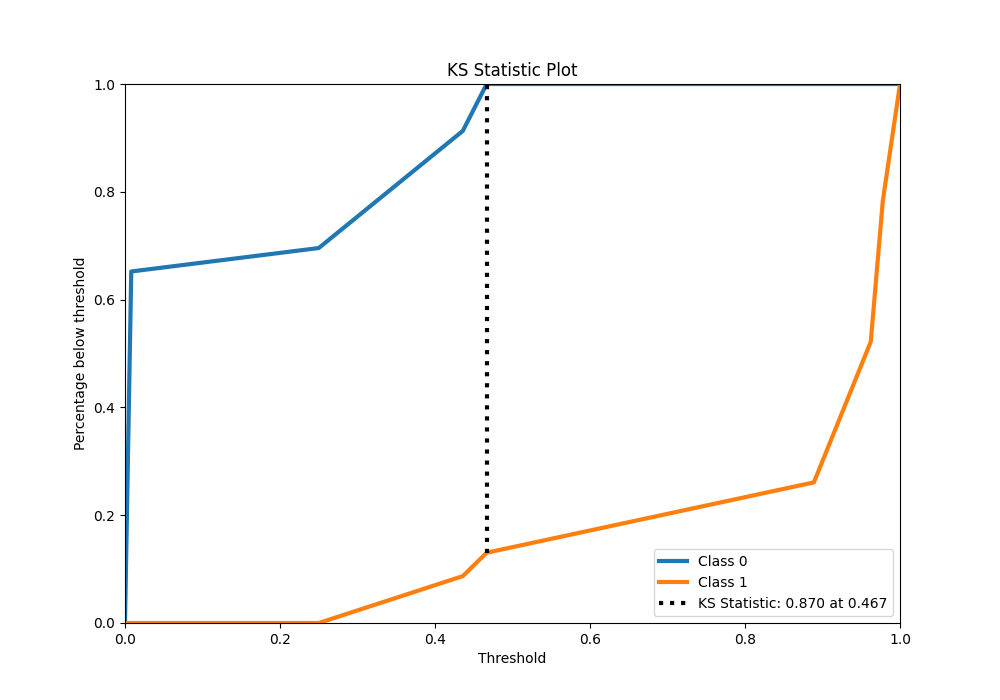 KS Statistic Plot
Percentage below threshold
1.0
0.8
0.6
0.4
0.2
0.0
0.0 0.2 0.4 0.6 0.8 1.0
Threshold
Class 0
Class 1
KS Statistic: 0.870 at 0.467